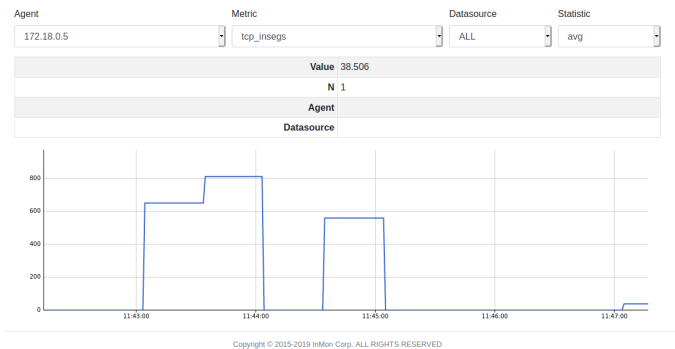 Agent Metric Datasource Statistic
172.18.0.5 tcp_insegs ALL avg
Value 38.506
N 1
Agent
Datasource
800
600
400
200
0
11:43:00 11:44:00 11:45:00 11:46:00 11:47:00
Copyright © 2015-2019 InMon Corp. ALL RIGHTS RESERVED